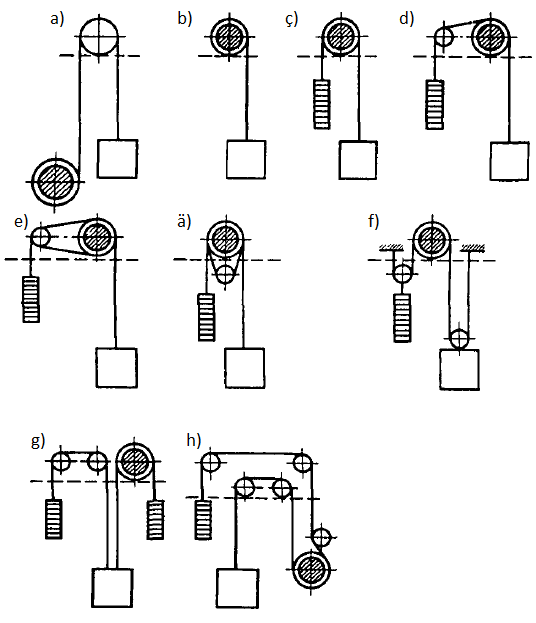 a) b) ç) d)
e) ä) f)
g) h)